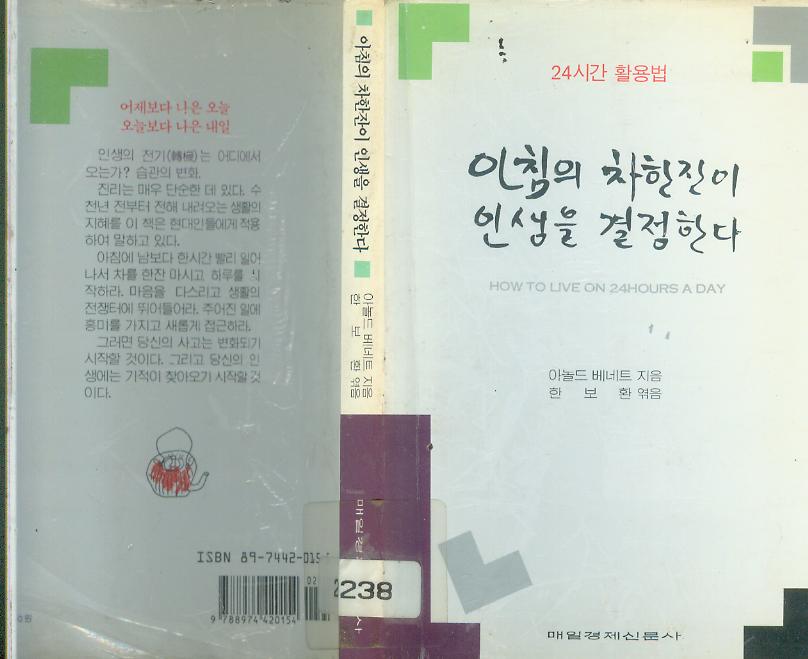 어제보다 나은 오늘
오늘보다 나은 내일
인생의 전기(轉機)는 어디에서
오는가? 습관의 변화.
진리는 매우 단순한 데 있다. 수
천년 전부터 전해 내려오는 생활의
지혜를 이 책은 현대인들에게 적용
하여 말하고 있다.
아침에 남보다 한시간 빨리 일어
나서 차를 한잔 마시고 하루를 시
작하라. 마음을 다스리고 생활의
전쟁터에 뛰어들어라. 주어진 일에
흥미를 가지고 새롭게 접근하라.
그러면 당신의 사고는 변화되기
시작할 것이다. 그리고 당신의 인
생에는 기적이 찾아오기 시작할 것
이다.
ISBN 89-7442-015
02
9 788974 420154
아침의 차한잔이 인생을 결정한다
아놀드 베네트 지음
한 보 환 엮음
매일경
사
2238
24시간 활용법
아침의 차한잔이
인생을 결정한다
HOW TO LIVE ON 24HOURS A DAY
아놀드 베네트 지음
한 보 환 엮음
매일경제신문사